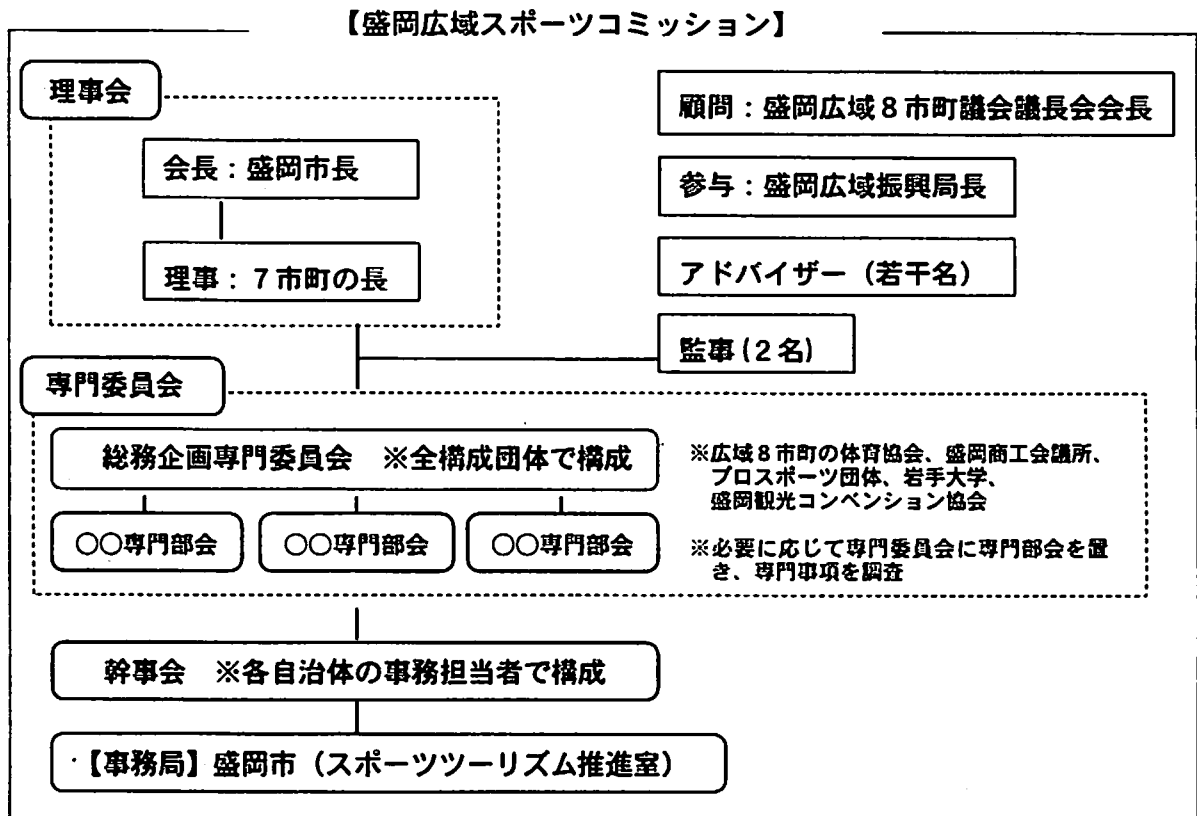 【盛岡広域スポーツコミッション】
理事会
会長：盛岡市長
理事：７市町の長
顧問：盛岡広域８市町議会議長会会長
参与：盛岡広域振興局長
アドバイザー（若干名）
監事(２名)
専門委員会
総務企画専門委員会　※全構成団体で構成
○○専門部会
○○専門部会
○○専門部会
※広域８市町の体育協会、盛岡商工会議所、
プロスポーツ団体、岩手大学、
盛岡観光コンベンション協会
※必要に応じて専門委員会に専門部会を置
き、専門事項を調査
幹事会　※各自治体の事務担当者で構成
【事務局】盛岡市（スポーツツーリズム推進室）